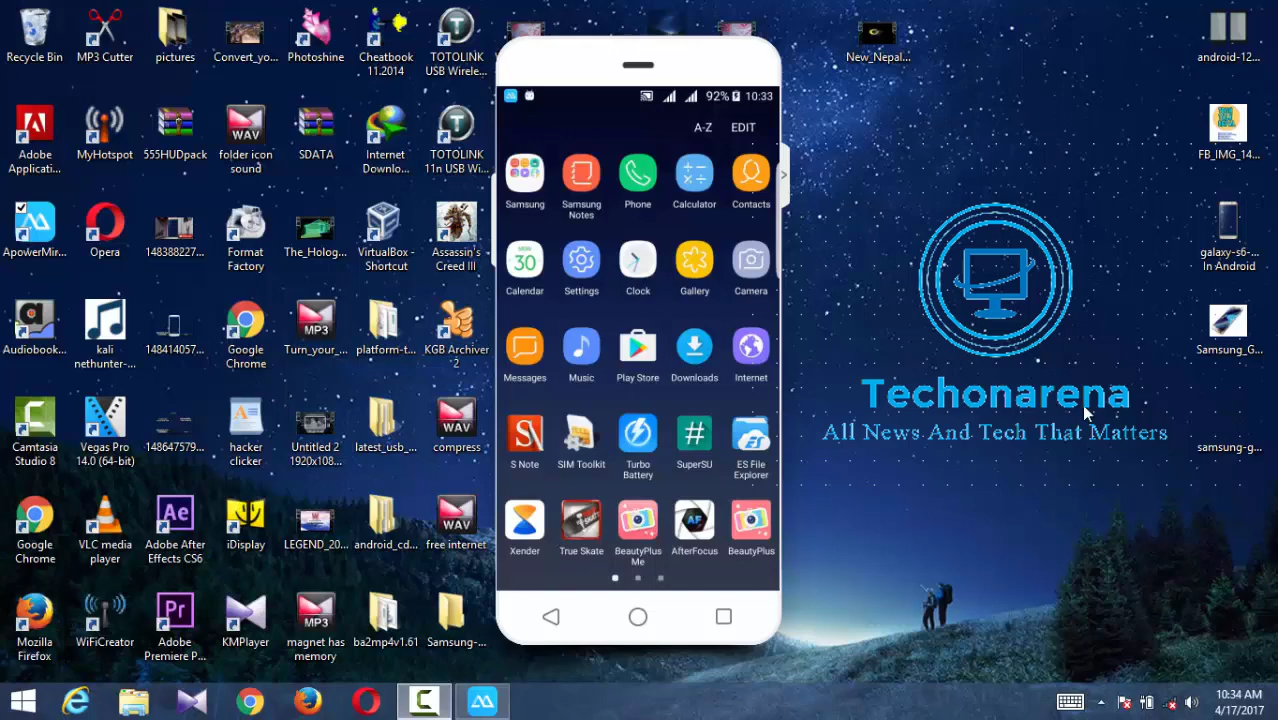 Recycle Bin
MP3 Cutter
pictures
Convert_yo...
Photoshine
Cheatbook 11.2014
TOTOLINK USB Wirele...
New_Nepal...
android-12...
Adobe Applicati...
MyHotspot
555HUDpack
folder icon sound
SDATA
Internet Downlo...
TOTOLINK 11n USB Wi...
FB_IMG_14...
ApowerMir...
Opera
148388227...
Format Factory
The_Holog...
VirtualBox - Shortcut
Assassin's Creed III
galaxy-s6-... In Android
Audiobook...
kali nethunter-...
148414057...
Google Chrome
Turn_your_...
platform-t...
KGB Archiver 2
Samsung_G...
Camtasia Studio 8
Vegas Pro 14.0 (64-bit)
148647579...
hacker clicker
Untitled 2 1920x108...
latest_usb_...
compress
samsung-g...
Google Chrome
VLC media player
Adobe After Effects CS6
iDisplay
LEGEND_20...
android_cd...
free internet
Mozilla Firefox
WiFiCreator
Adobe Premiere P...
KMPlayer
magnet has memory
ba2mp4v1.61
Samsung-...
92% 10:33
A-Z EDIT
Samsung
Samsung Notes
Phone
Calculator
Contacts
30
Calendar
Settings
Clock
Gallery
Camera
Messages
Music
Play Store
Downloads
Internet
S Note
SIM Toolkit
Turbo Battery
SuperSU
ES File Explorer
Xender
True Skate
BeautyPlus Me
AfterFocus
BeautyPlus
Techonarena
All News And Tech That Matters
10:34 AM
4/17/2017